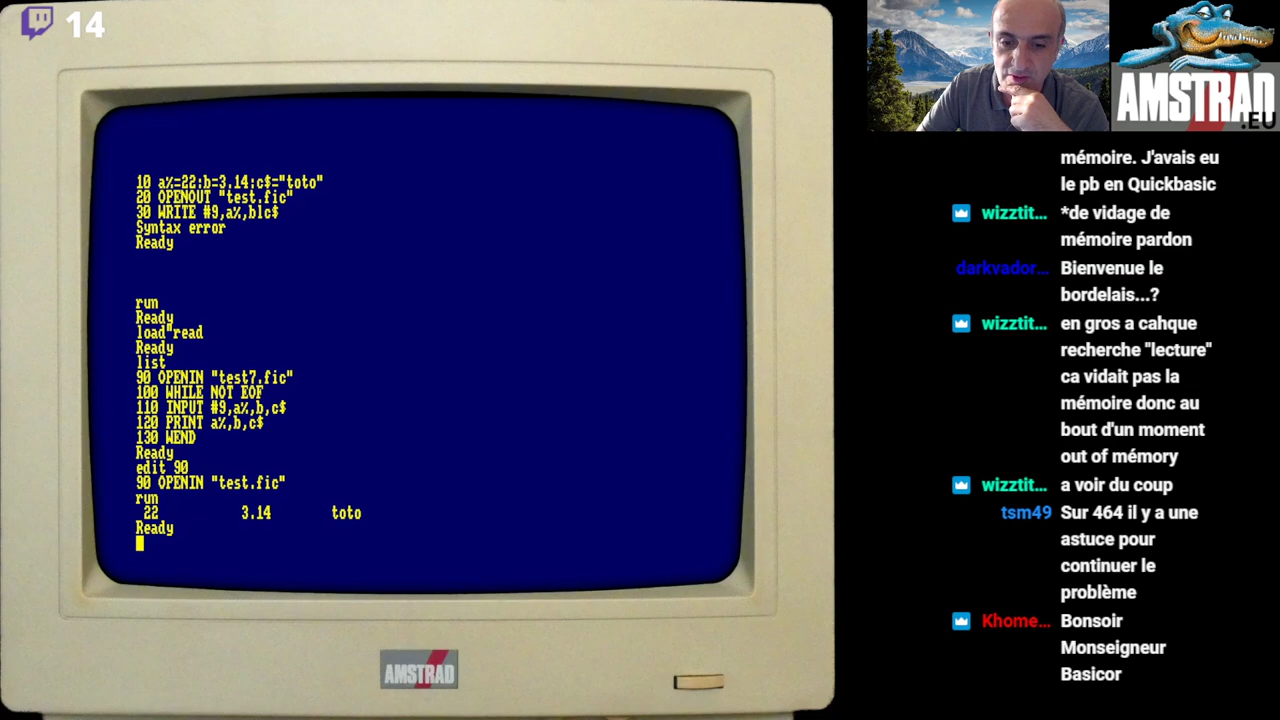 14
10 a%=22:b=3.14:c$="toto"
20 OPENOUT "test.fic"
30 WRITE #9,a%,blc$
Syntax error
Ready
run
Ready
load"read
Ready
list
90 OPENIN "test7.fic"
100 WHILE NOT EOF
110 INPUT #9,a%,b,c$
120 PRINT a%,b,c$
130 WEND
Ready
edit 90
90 OPENIN "test.fic"
run
22 3.14 toto
Ready
AMSTRAD
AMSTRAD
.EU
mémoire. J'avais eu
le pb en Quickbasic
wizztit... *de vidage de
mémoire pardon
darkvador... Bienvenue le
bordelais...?
wizztit... en gros a cahque
recherche "lecture"
ca vidait pas la
mémoire donc au
bout d'un moment
out of mémory
wizztit... a voir du coup
tsm49 Sur 464 il y a une
astuce pour
continuer le
problème
Khome... Bonsoir
Monseigneur
Basicor